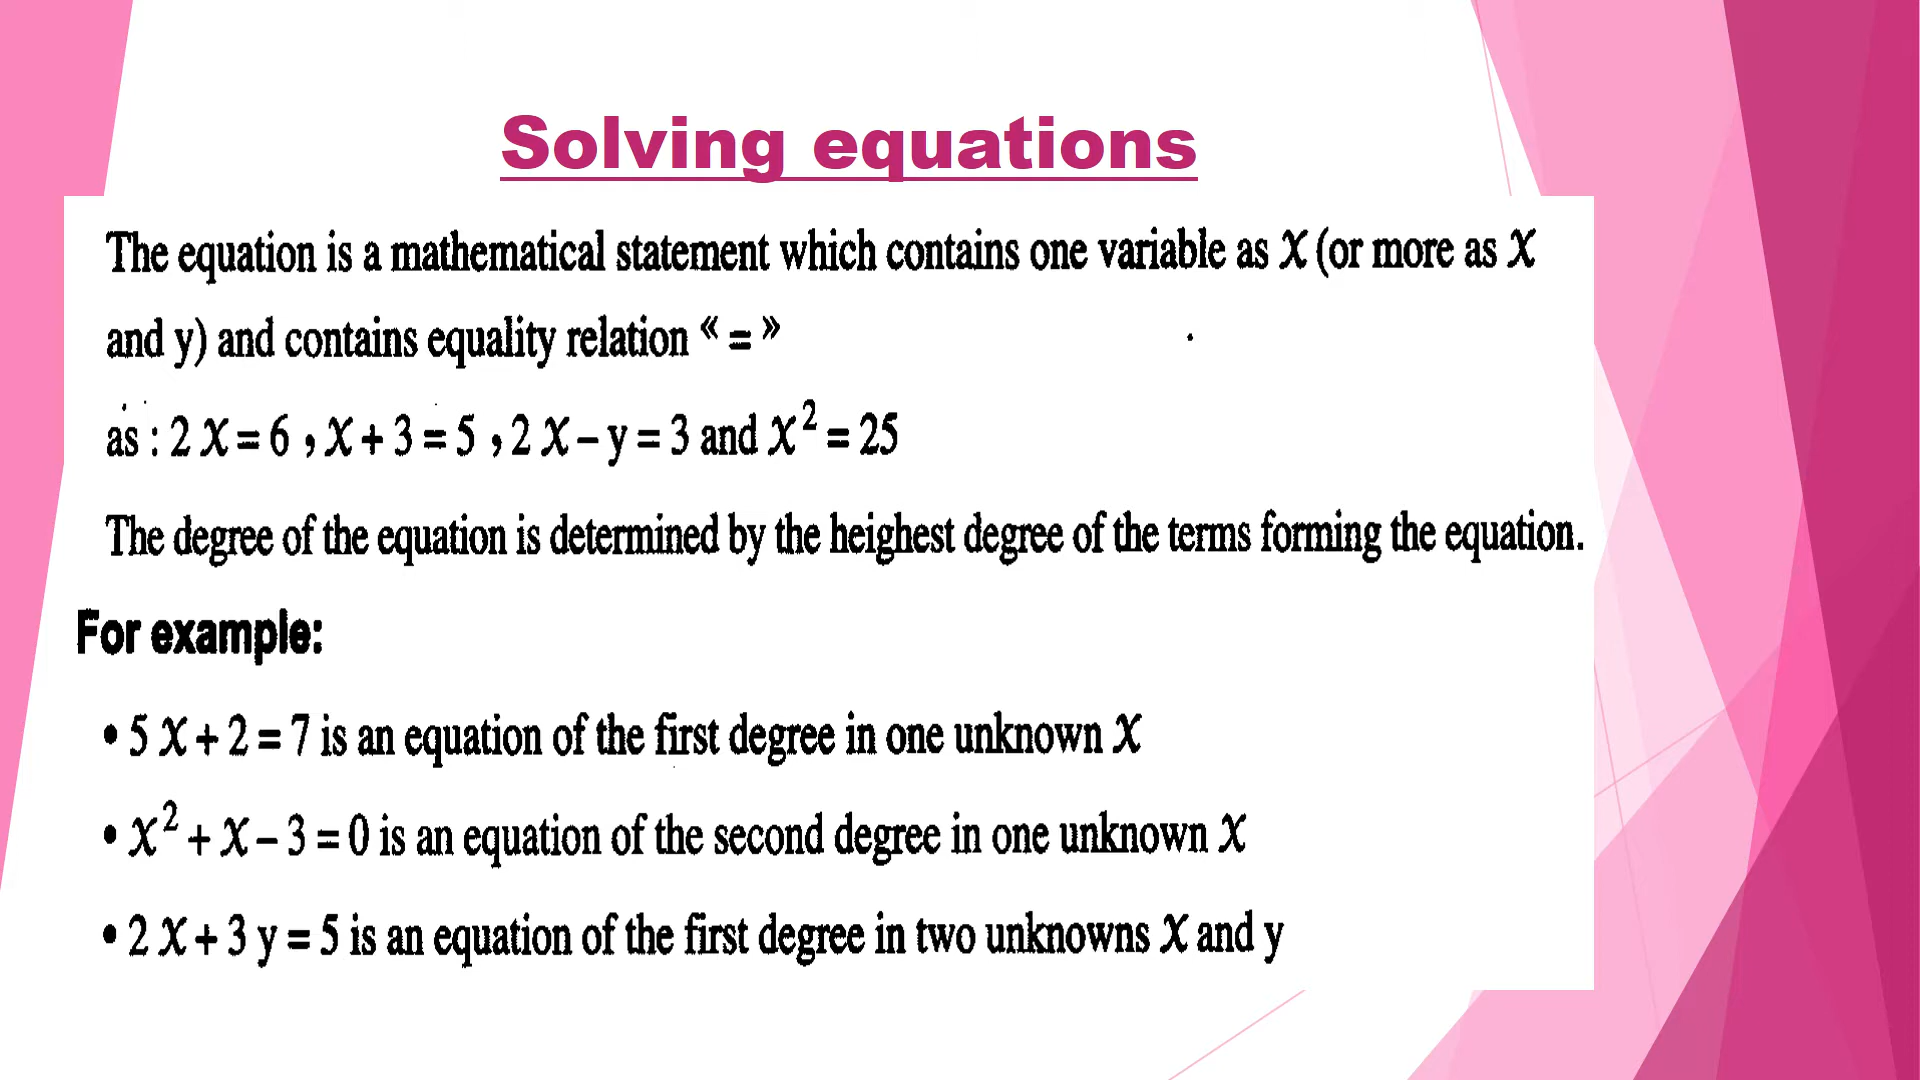 Solving equations
The equation is a mathematical statement which contains one variable as X (or more as X
and y) and contains equality relation « = »
as : 2 X = 6 , X + 3 = 5 , 2 X – y = 3 and X² = 25
The degree of the equation is determined by the heighest degree of the terms forming the equation.
For example:
• 5 X + 2 = 7 is an equation of the first degree in one unknown X
• X² + X – 3 = 0 is an equation of the second degree in one unknown X
• 2 X + 3 y = 5 is an equation of the first degree in two unknowns X and y